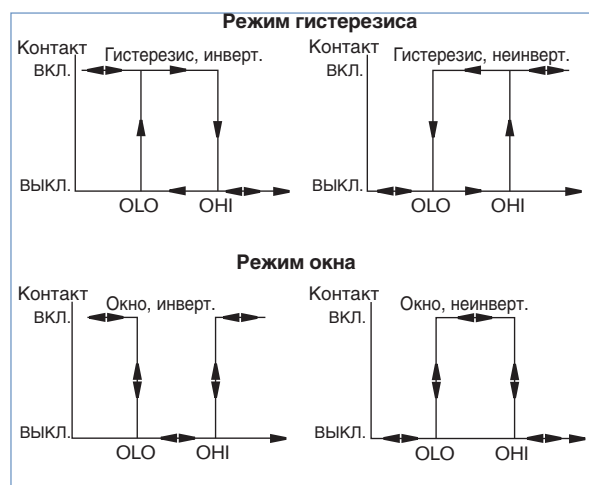 Режим гистерезиса
Контакт
Гистерезис, инверт.
ВКЛ.
ВЫКЛ.
OLO
OHI
Контакт
Гистерезис, неинверт.
ВКЛ.
ВЫКЛ.
OLO
OHI
Режим окна
Контакт
Окно, инверт.
ВКЛ.
ВЫКЛ.
OLO
OHI
Контакт
Окно, неинверт.
ВКЛ.
ВЫКЛ.
OLO
OHI